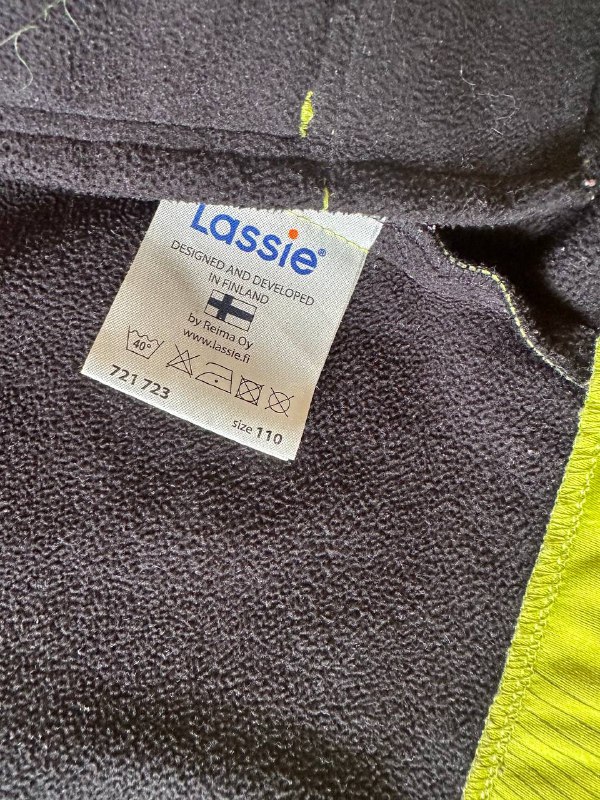 Lassie®
DESIGNED AND DEVELOPED
IN FINLAND
by Reima Oy
www.lassie.fi
40°
721 723
size 110